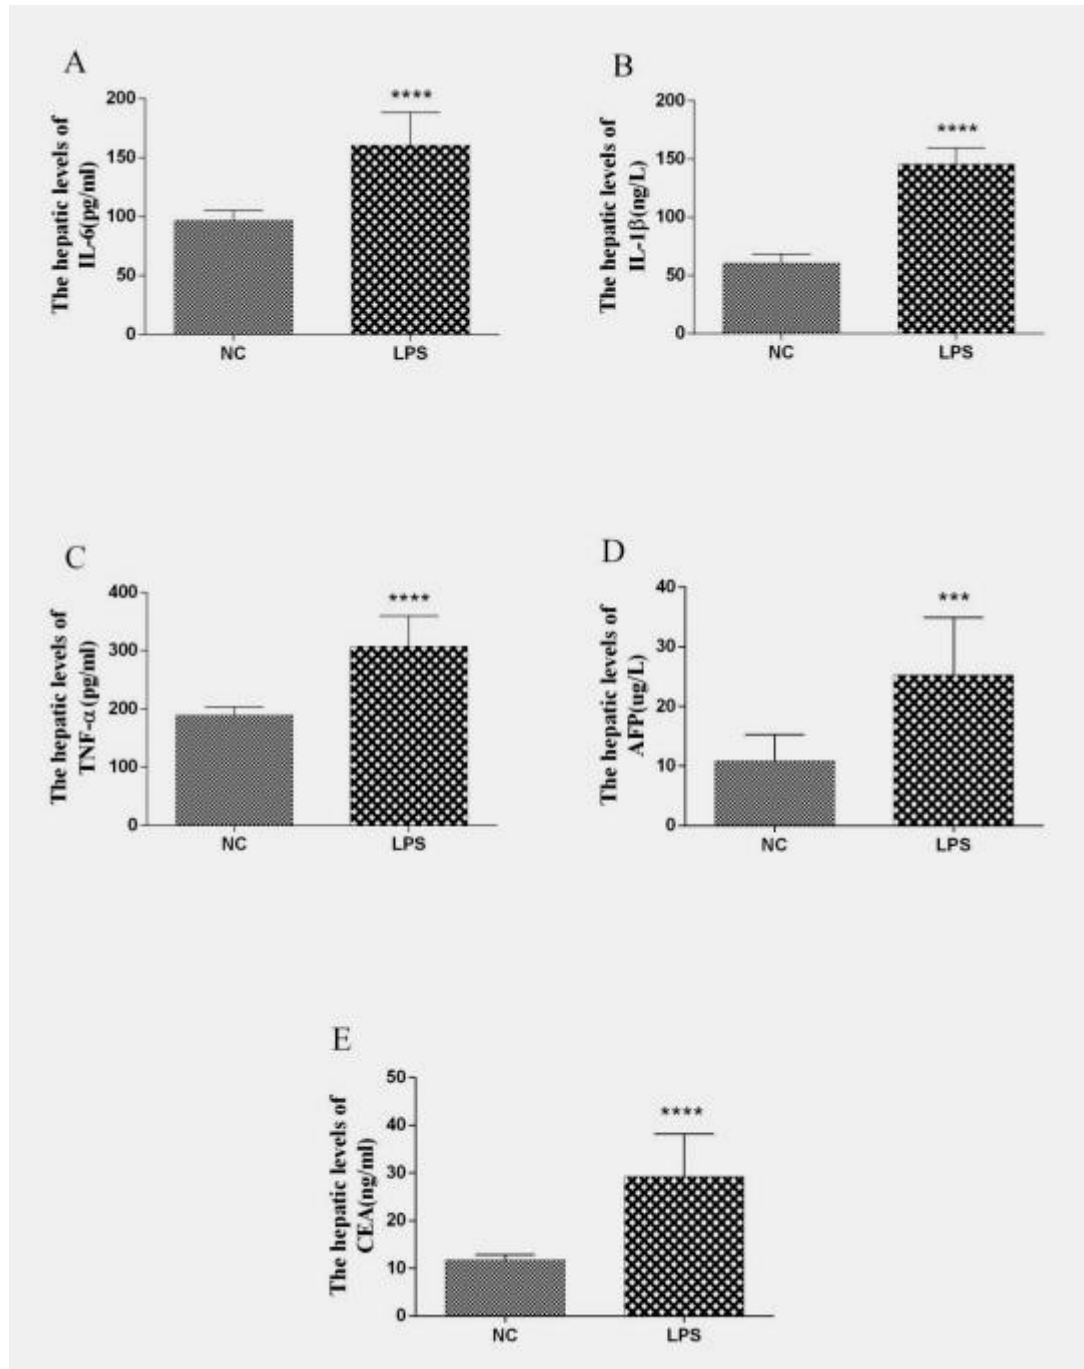 A
The hepatic levels of
IL-6(pg/ml)
200
150
100
50
0
****
NC
LPS
B
The hepatic levels of
IL-1β(ng/L)
200
150
100
50
0
****
NC
LPS
C
The hepatic levels of
TNF-α (pg/ml)
400
300
200
100
0
****
NC
LPS
D
The hepatic levels of
AFP(ug/L)
40
30
20
10
0
***
NC
LPS
E
The hepatic levels of
CEA(ng/ml)
50
40
30
20
10
0
****
NC
LPS